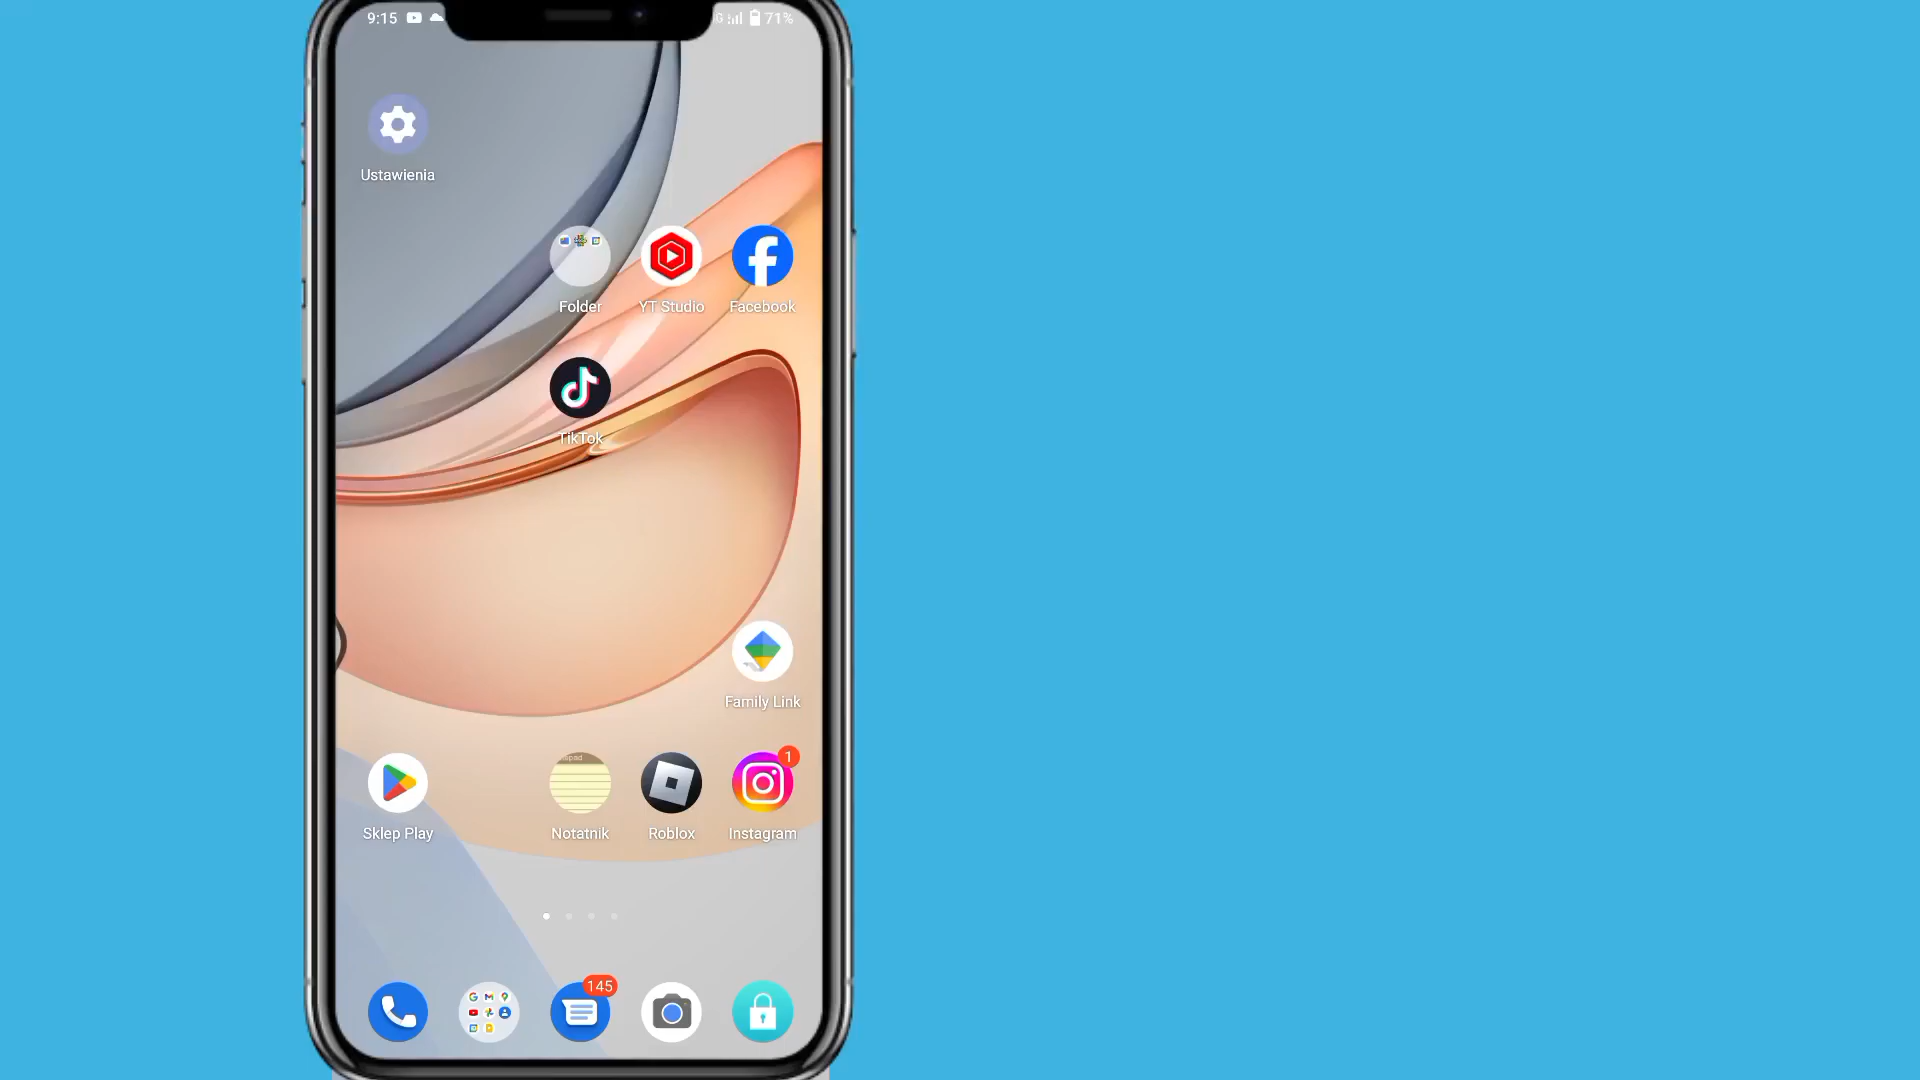 9:15
71%
Ustawienia
Folder
YT Studio
Facebook
TikTok
Family Link
1
Sklep Play
Notatnik
Roblox
Instagram
145